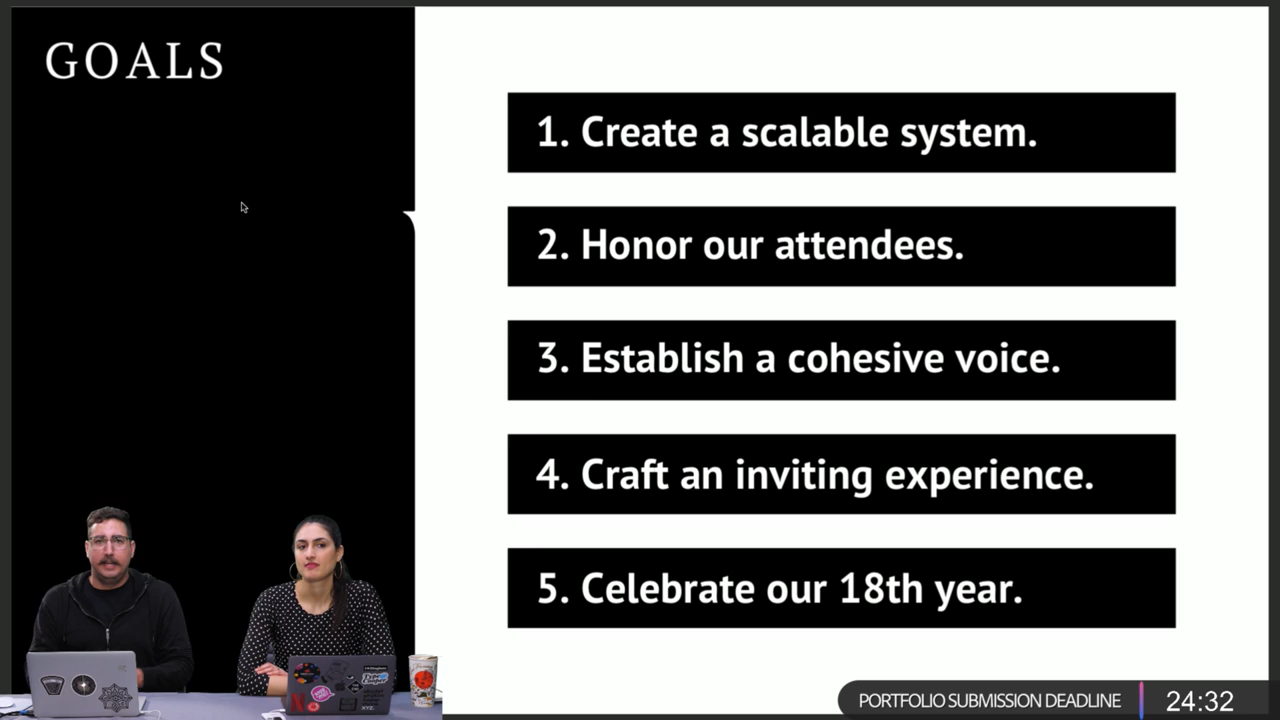 GOALS
1. Create a scalable system.
2. Honor our attendees.
3. Establish a cohesive voice.
4. Craft an inviting experience.
5. Celebrate our 18th year.
XYZ.
PORTFOLIO SUBMISSION DEADLINE
24:32